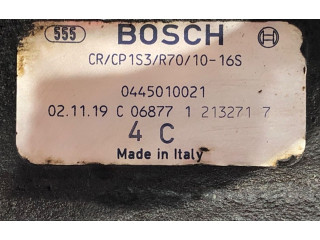 555 BOSCH
CR/CP1S3/R70/10-16S
0445010021
02.11.19 C 06877 1 213271 7
4 C
Made in Italy